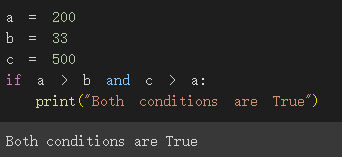 a = 200
b = 33
c = 500
if a > b and c > a:
    print("Both conditions are True")
Both conditions are True